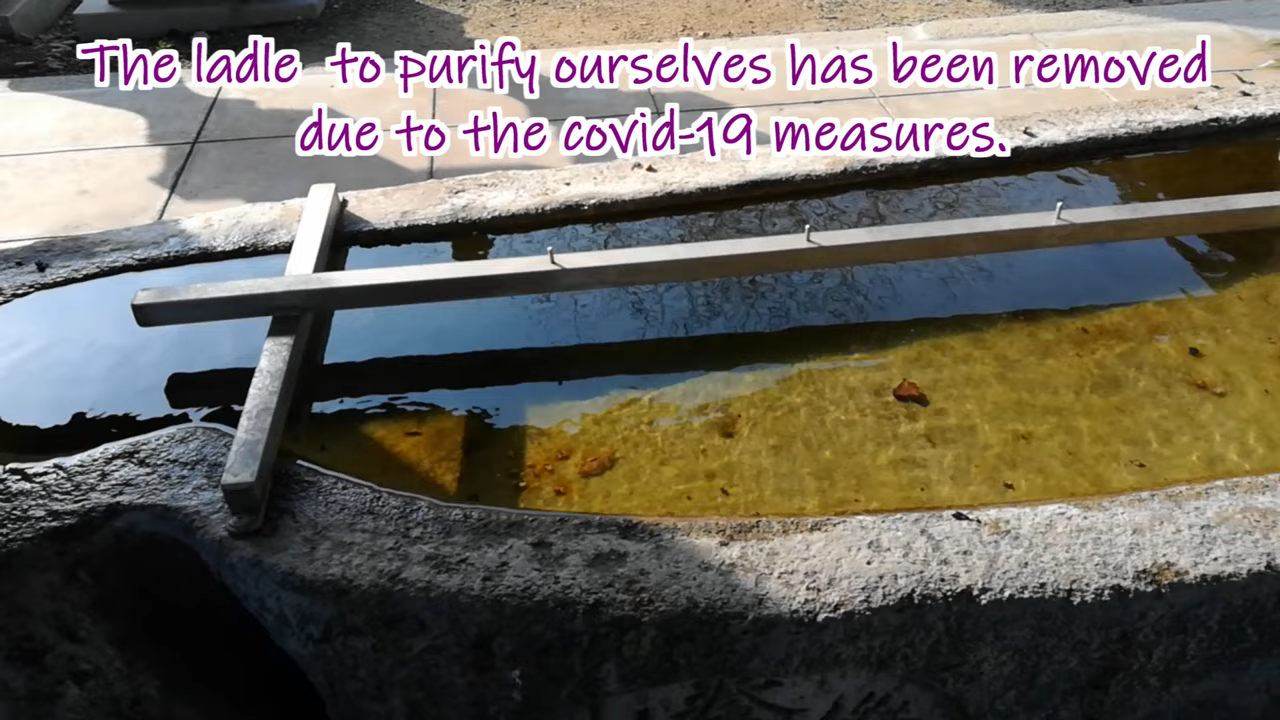 The ladle to purify ourselves has been removed
due to the covid-19 measures.